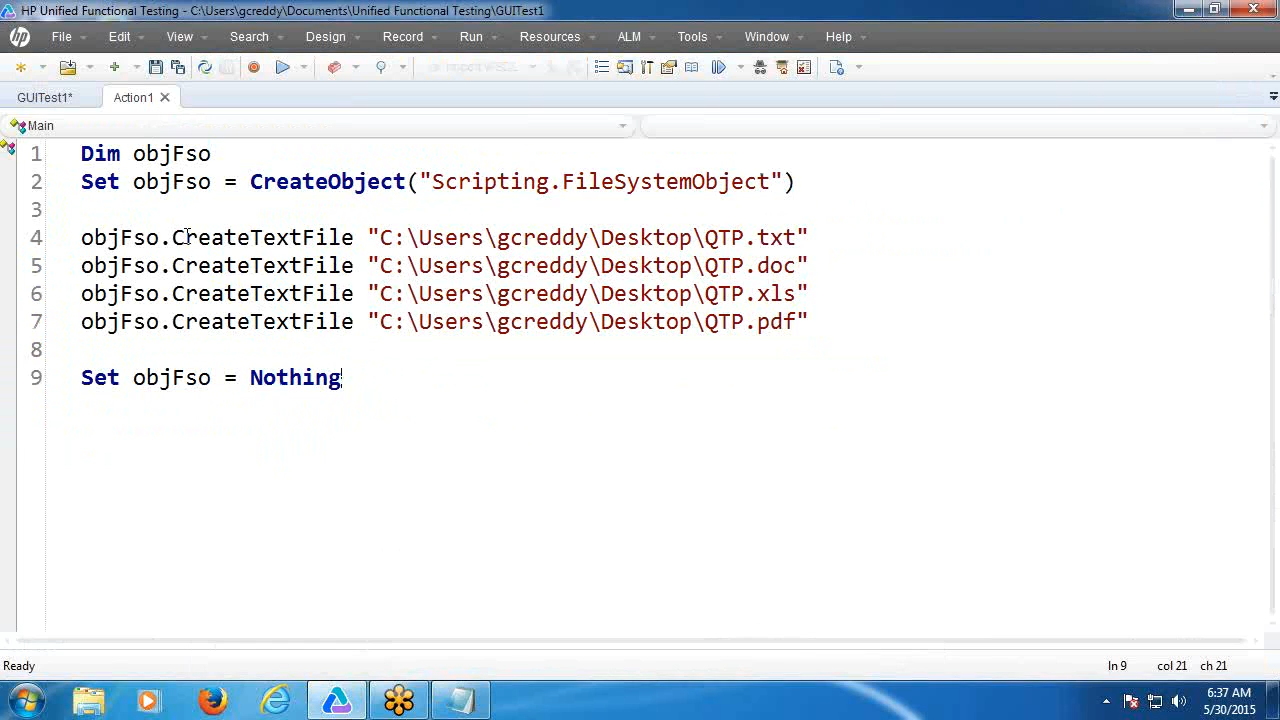 HP Unified Functional Testing - C:\Users\gcreddy\Documents\Unified Functional Testing\GUITest1
hp File Edit View Search Design Record Run Resources ALM Tools Window Help
GUITest1* Action1
Main
1 Dim objFso
2 Set objFso = CreateObject("Scripting.FileSystemObject")
3
4 objFso.CreateTextFile "C:\Users\gcreddy\Desktop\QTP.txt"
5 objFso.CreateTextFile "C:\Users\gcreddy\Desktop\QTP.doc"
6 objFso.CreateTextFile "C:\Users\gcreddy\Desktop\QTP.xls"
7 objFso.CreateTextFile "C:\Users\gcreddy\Desktop\QTP.pdf"
8
9 Set objFso = Nothing
Ready ln 9 col 21 ch 21
6:37 AM
5/30/2015